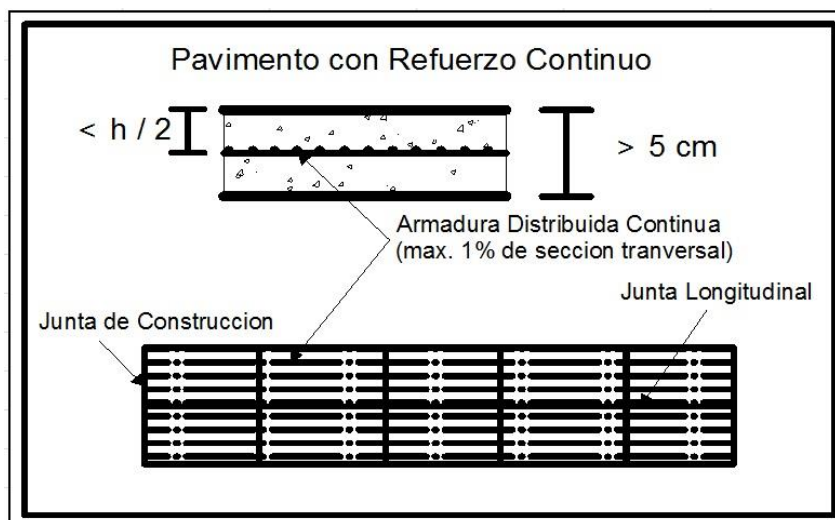 Pavimento con Refuerzo Continuo
< h / 2
> 5 cm
Armadura Distribuida Continua
(max. 1% de seccion tranversal)
Junta Longitudinal
Junta de Construccion